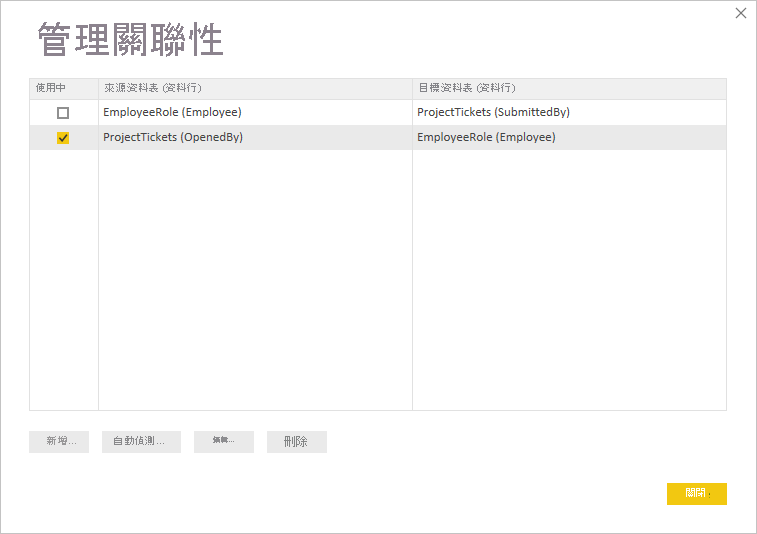 管理關聯性
使用中 來源資料表 (資料行) 目標資料表 (資料行)
EmployeeRole (Employee) ProjectTickets (SubmittedBy)
ProjectTickets (OpenedBy) EmployeeRole (Employee)
新增... 自動偵測... 編輯... 刪除
關閉